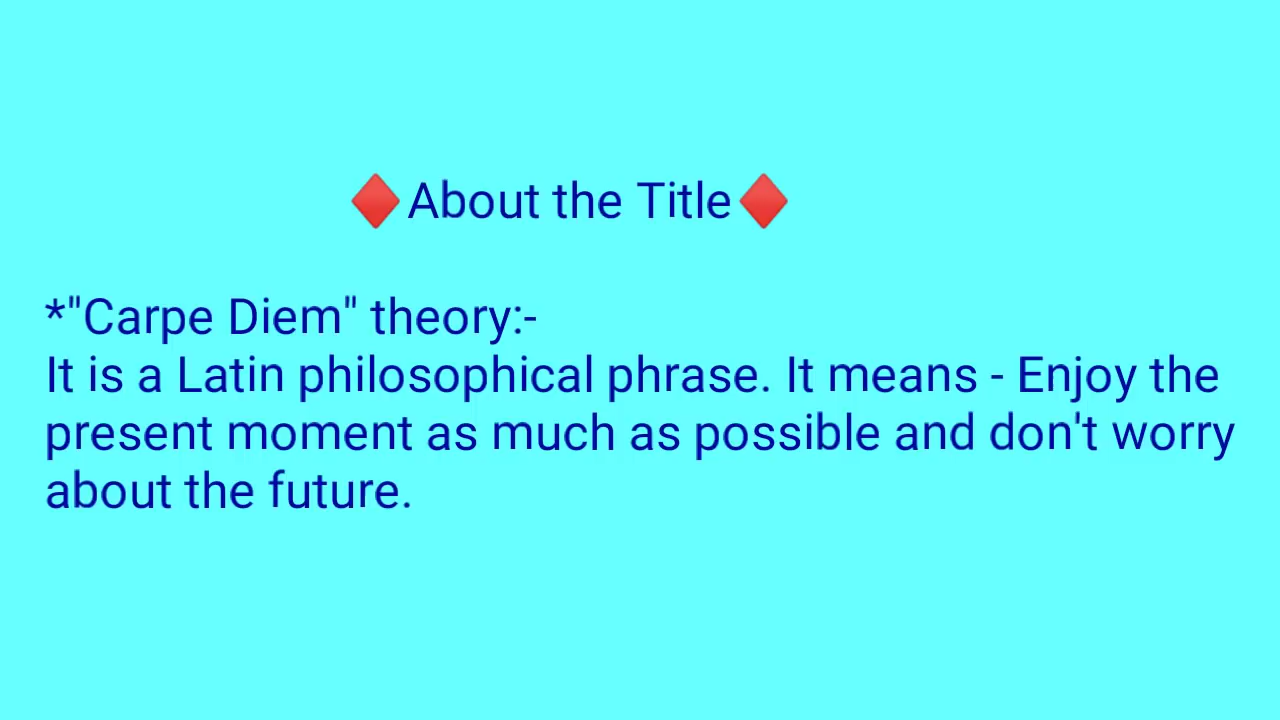 ♦️About the Title♦️
*"Carpe Diem" theory:-
It is a Latin philosophical phrase. It means - Enjoy the
present moment as much as possible and don't worry
about the future.